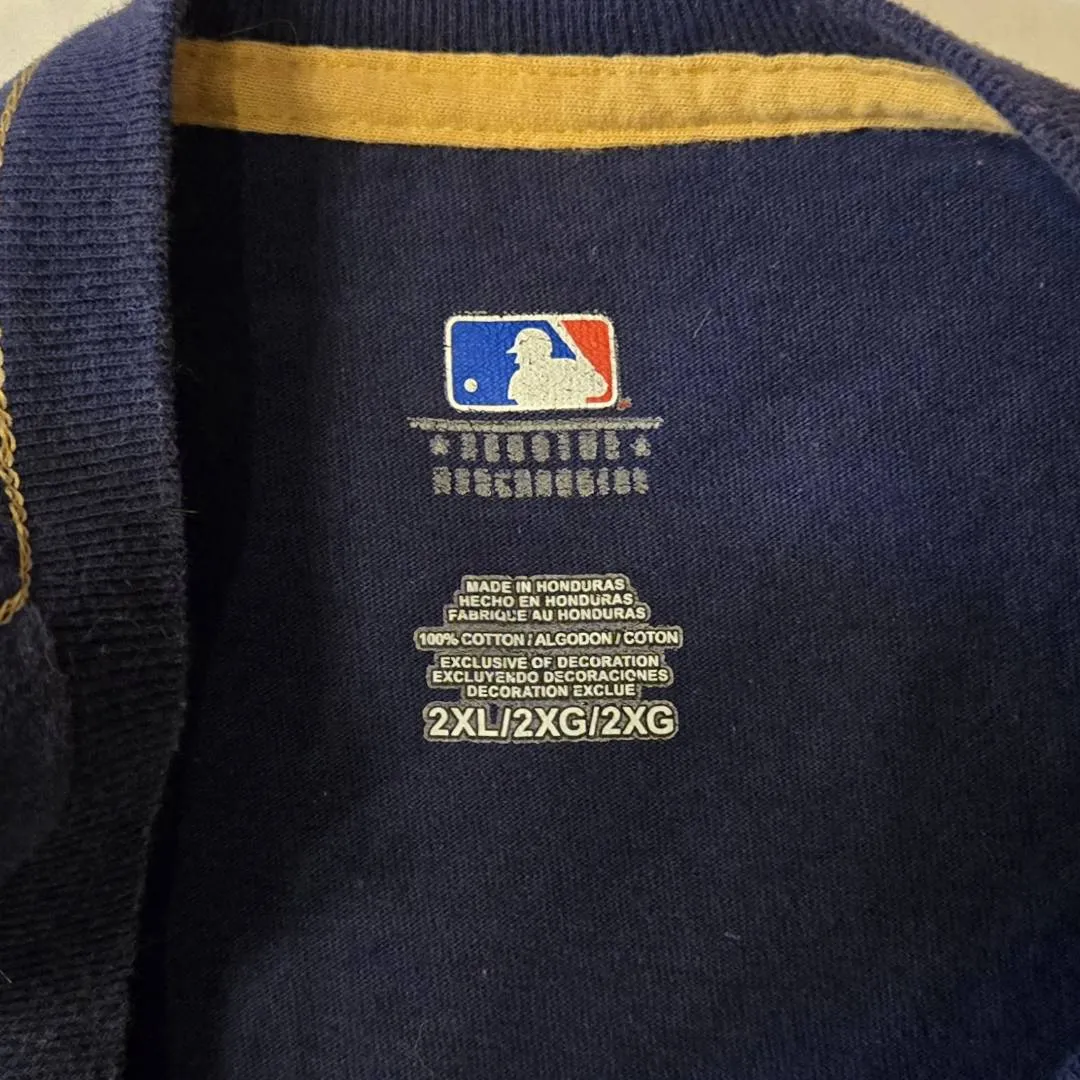 MADE IN HONDURAS
HECHO EN HONDURAS
FABRIQUE AU HONDURAS
100% COTTON / ALGODON / COTON
EXCLUSIVE OF DECORATION
EXCLUYENDO DECORACIONES
DECORATION EXCLUE
2XL/2XG/2XG